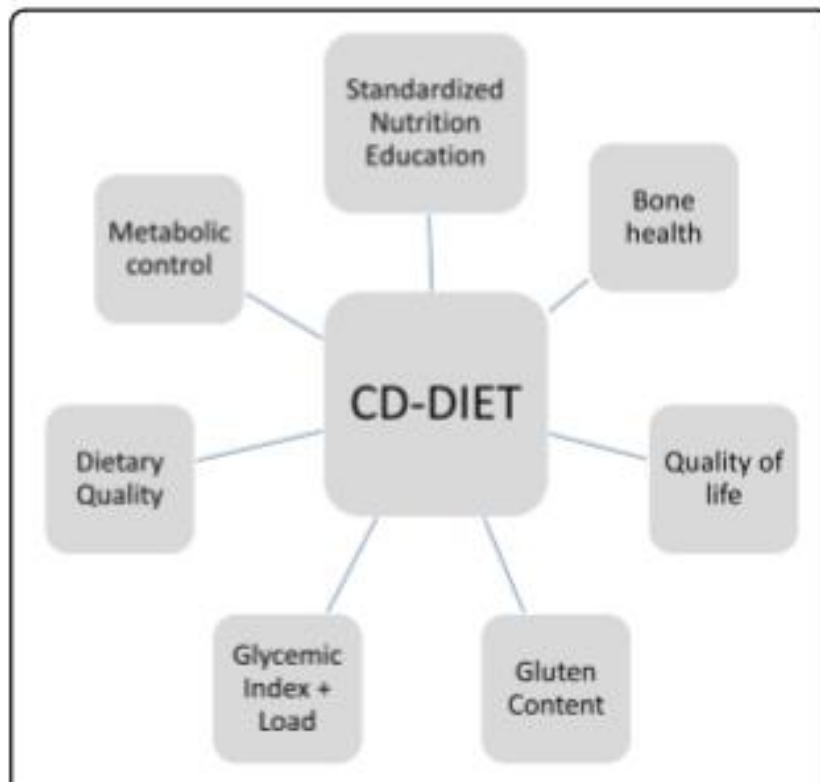 Standardized
Nutrition
Education
Bone
health
Metabolic
control
CD-DIET
Dietary
Quality
Quality of
life
Glycemic
Index +
Load
Gluten
Content